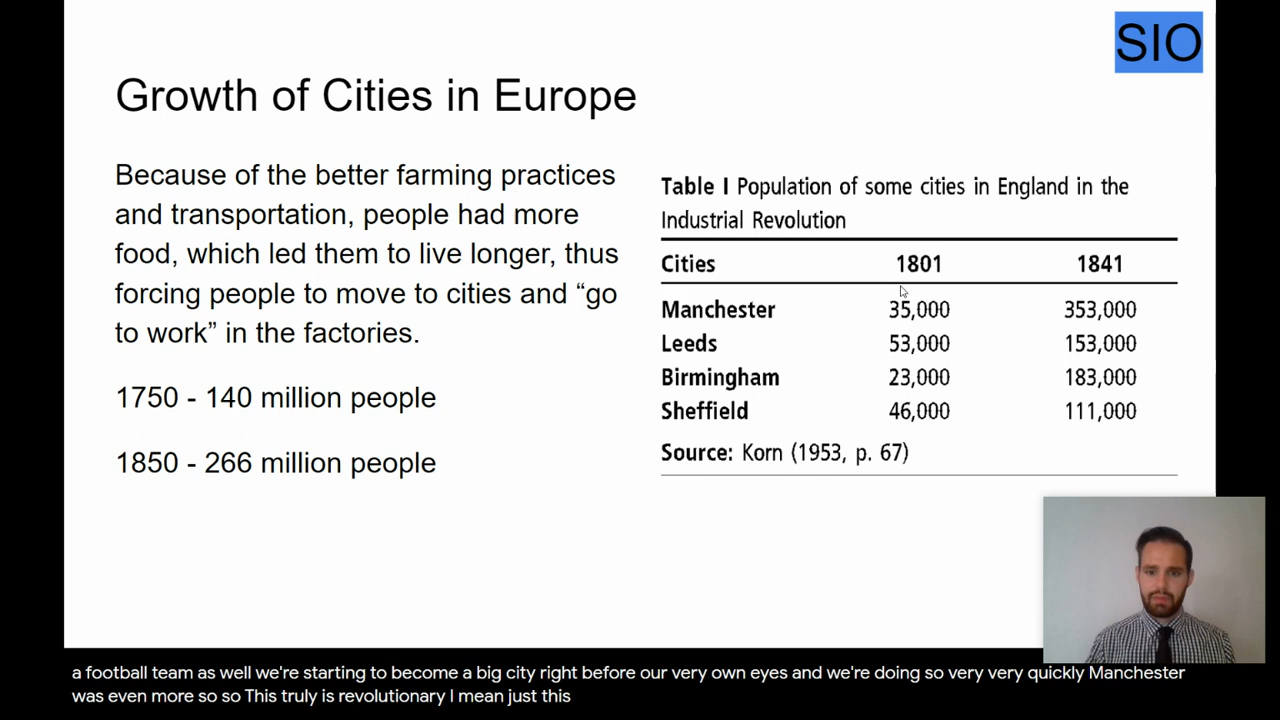 SIO
Growth of Cities in Europe
Because of the better farming practices
and transportation, people had more
food, which led them to live longer, thus
forcing people to move to cities and “go
to work” in the factories.
1750 - 140 million people
1850 - 266 million people
Table I Population of some cities in England in the
Industrial Revolution
Cities 1801 1841
Manchester 35,000 353,000
Leeds 53,000 153,000
Birmingham 23,000 183,000
Sheffield 46,000 111,000
Source: Korn (1953, p. 67)
a football team as well we're starting to become a big city right before our very own eyes and we're doing so very very quickly Manchester
was even more so so This truly is revolutionary I mean just this